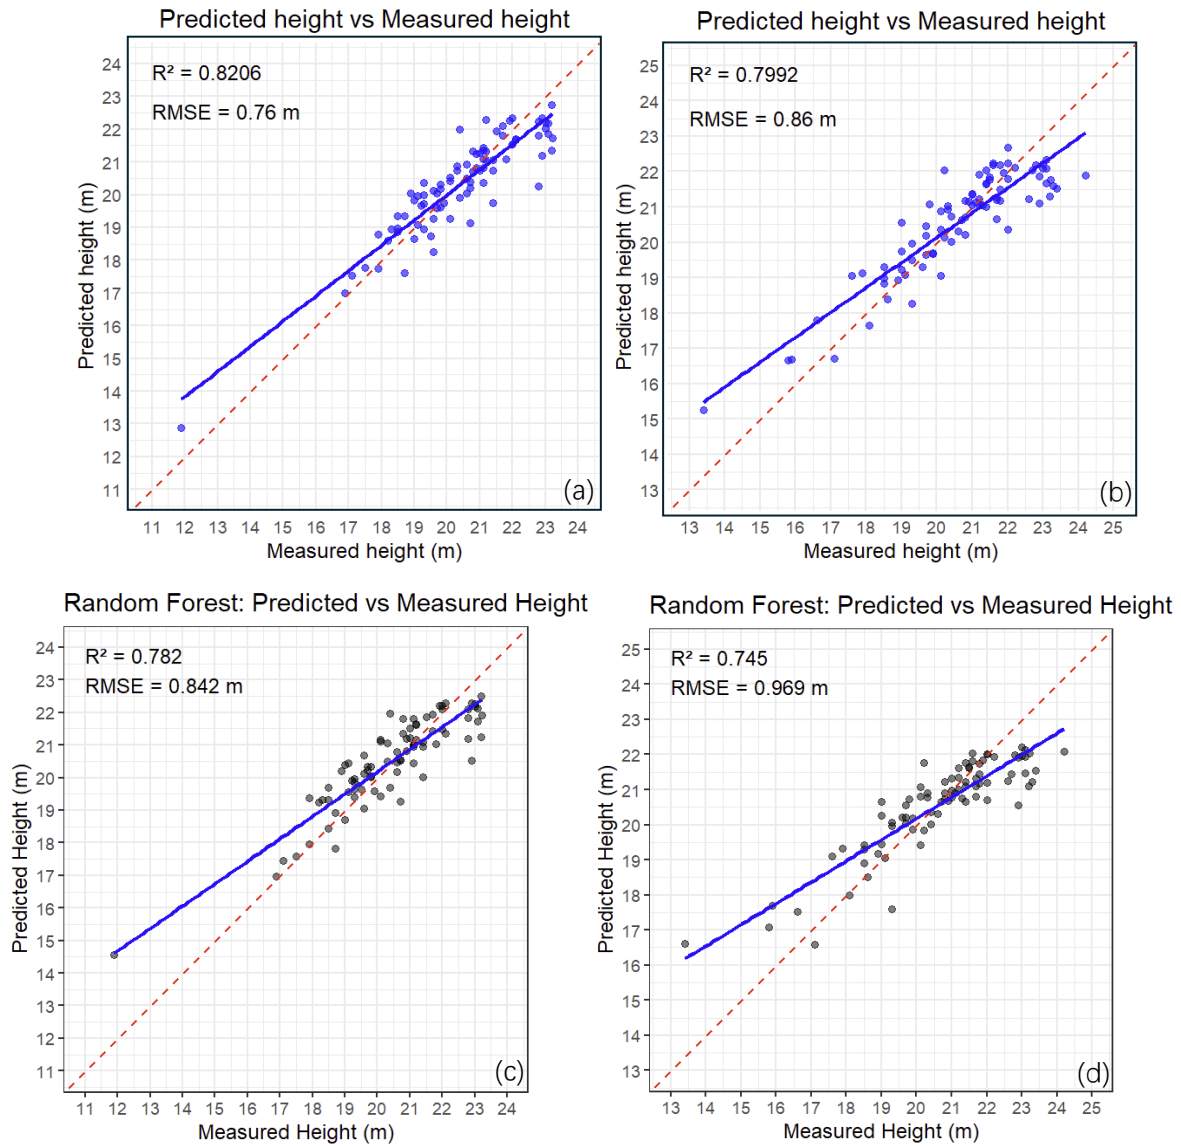 Predicted height vs Measured height
R² = 0.8206
RMSE = 0.76 m
24
23
22
21
20
19
18
17
16
15
14
13
12
11
Predicted height (m)
(a)
11 12 13 14 15 16 17 18 19 20 21 22 23 24
Measured height (m)
Predicted height vs Measured height
R² = 0.7992
RMSE = 0.86 m
25
24
23
22
21
20
19
18
17
16
15
14
13
Predicted height (m)
(b)
13 14 15 16 17 18 19 20 21 22 23 24 25
Measured height (m)
Random Forest: Predicted vs Measured Height
R² = 0.782
RMSE = 0.842 m
24
23
22
21
20
19
18
17
16
15
14
13
12
11
Predicted Height (m)
(c)
11 12 13 14 15 16 17 18 19 20 21 22 23 24
Measured Height (m)
Random Forest: Predicted vs Measured Height
R² = 0.745
RMSE = 0.969 m
25
24
23
22
21
20
19
18
17
16
15
14
13
Predicted Height (m)
(d)
13 14 15 16 17 18 19 20 21 22 23 24 25
Measured Height (m)